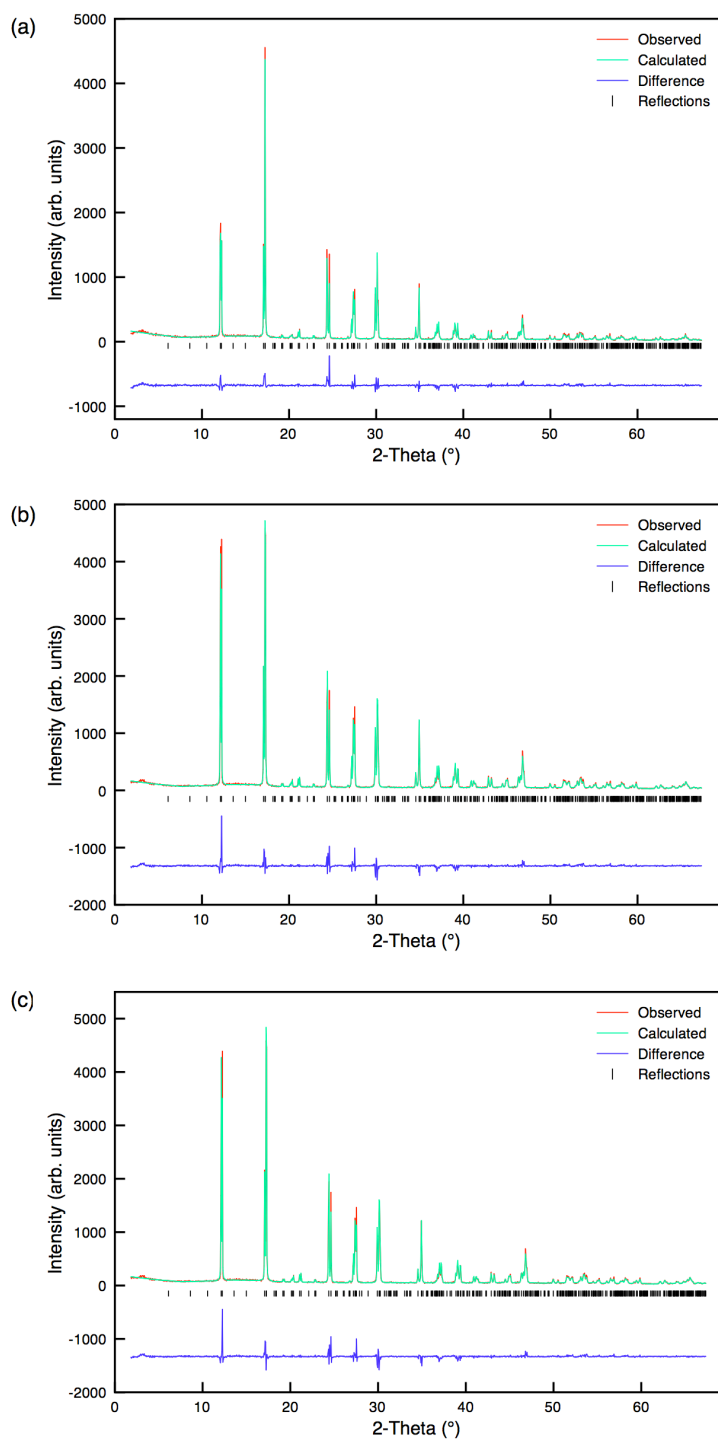 (a)
5000
4000
3000
2000
1000
0
-1000
Intensity (arb. units)
Observed
Calculated
Difference
Reflections
0 10 20 30 40 50 60
2-Theta (°)
(b)
5000
4000
3000
2000
1000
0
-1000
-2000
Intensity (arb. units)
Observed
Calculated
Difference
Reflections
0 10 20 30 40 50 60
2-Theta (°)
(c)
5000
4000
3000
2000
1000
0
-1000
-2000
Intensity (arb. units)
Observed
Calculated
Difference
Reflections
0 10 20 30 40 50 60
2-Theta (°)